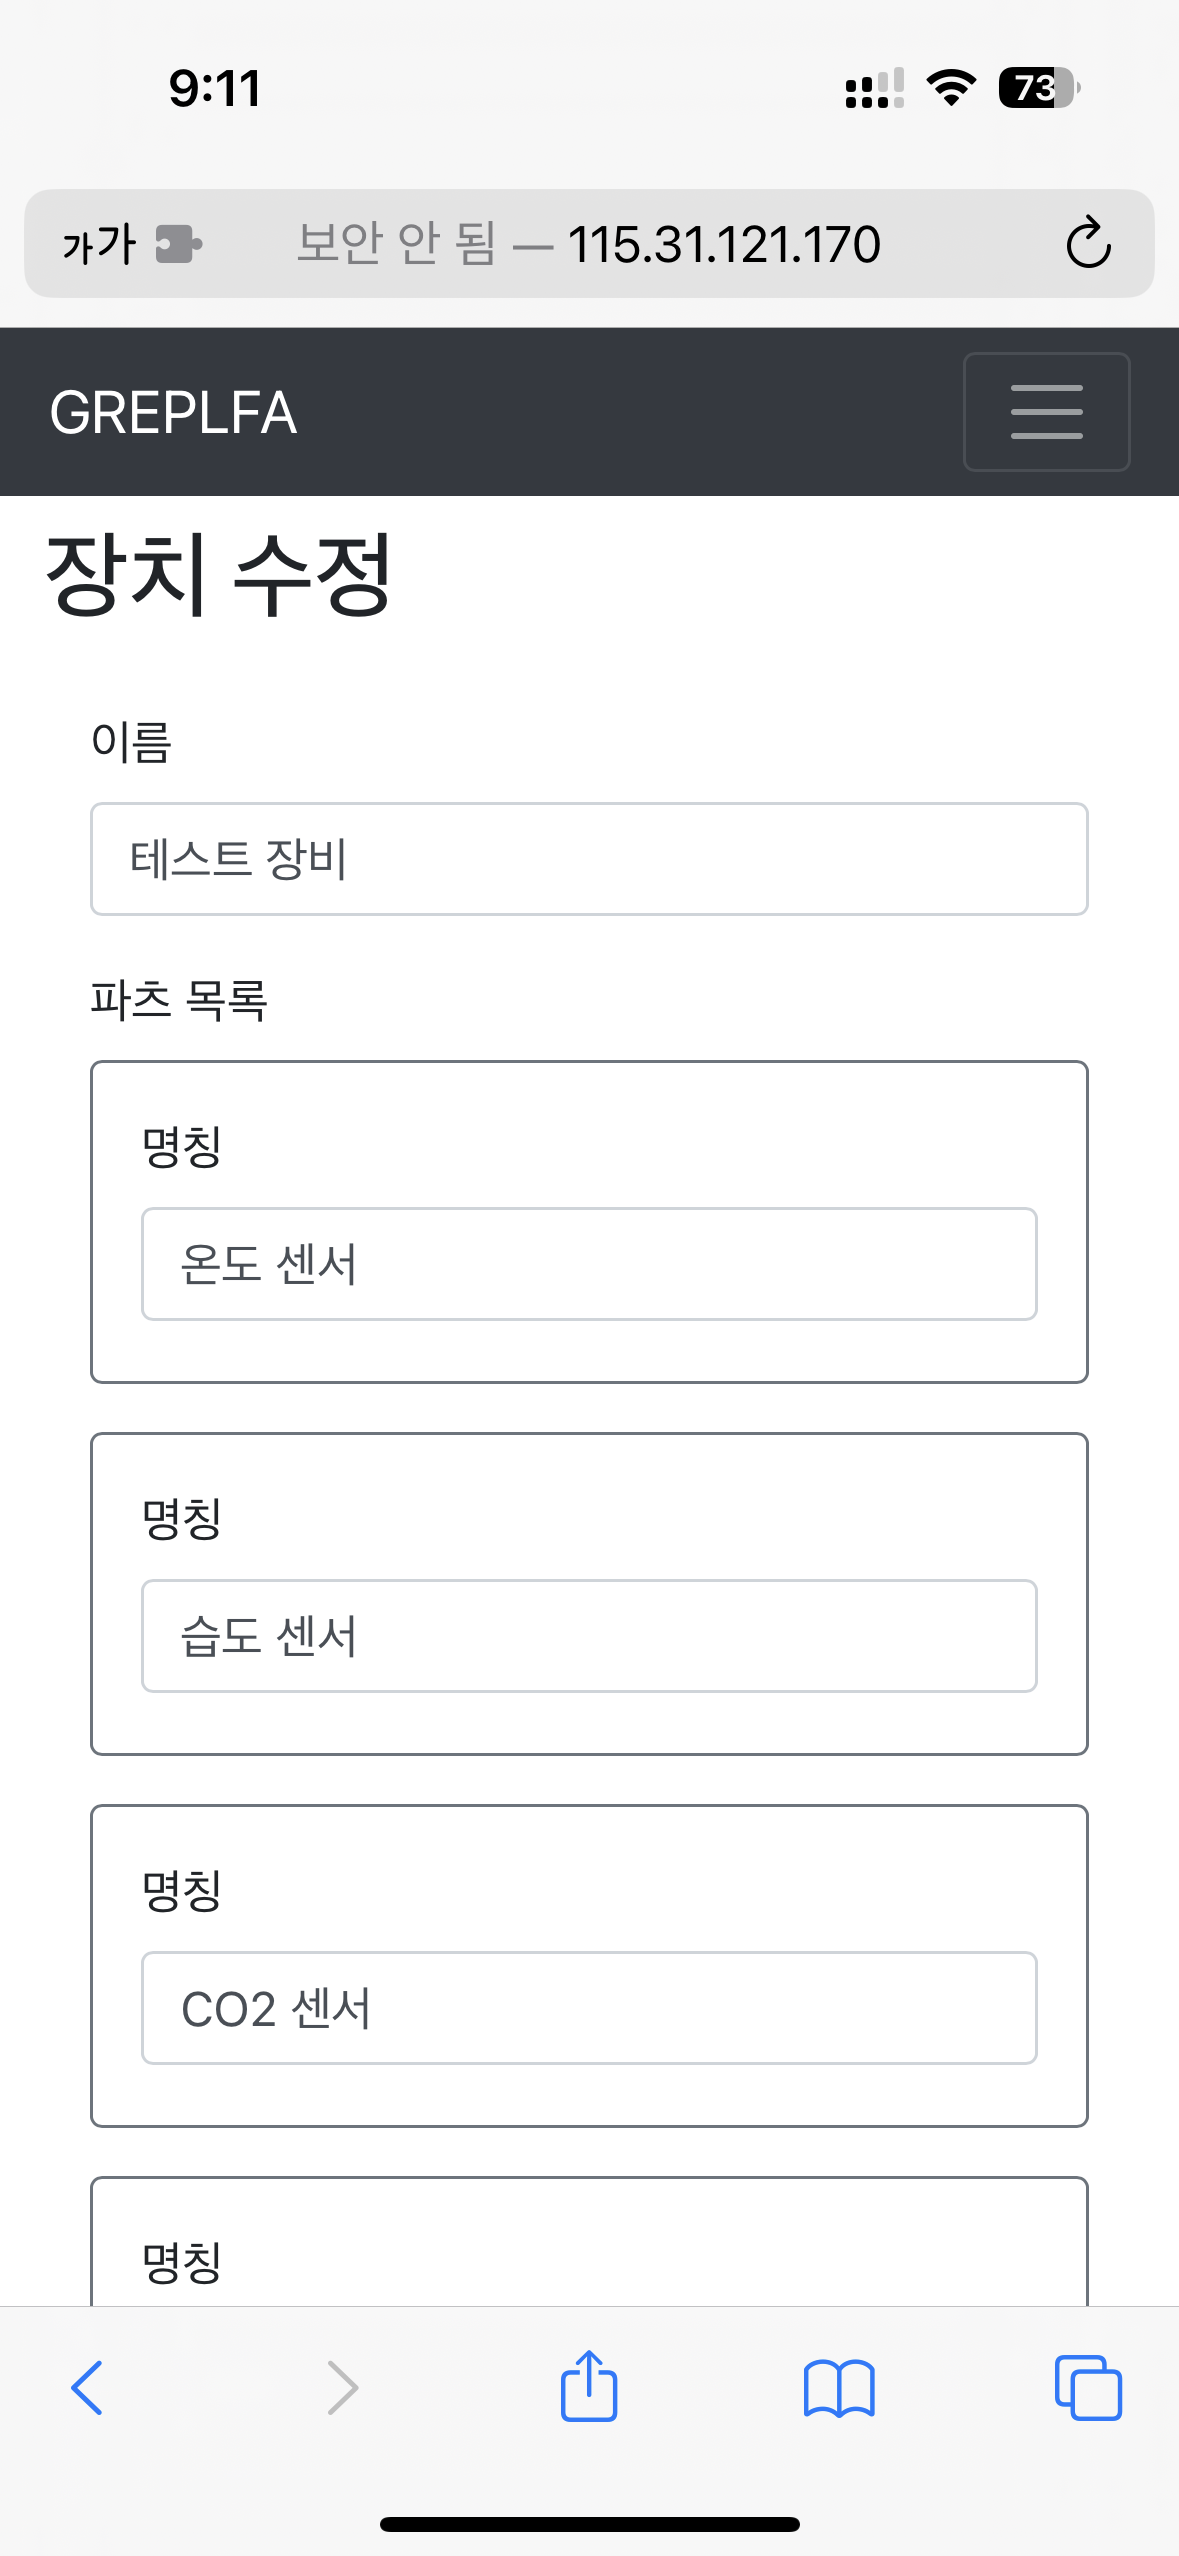 9:11
73
가가 보안 안 됨 — 115.31.121.170
GREPLFA
장치 수정
이름
테스트 장비
파츠 목록
명칭
온도 센서
명칭
습도 센서
명칭
CO2 센서
명칭